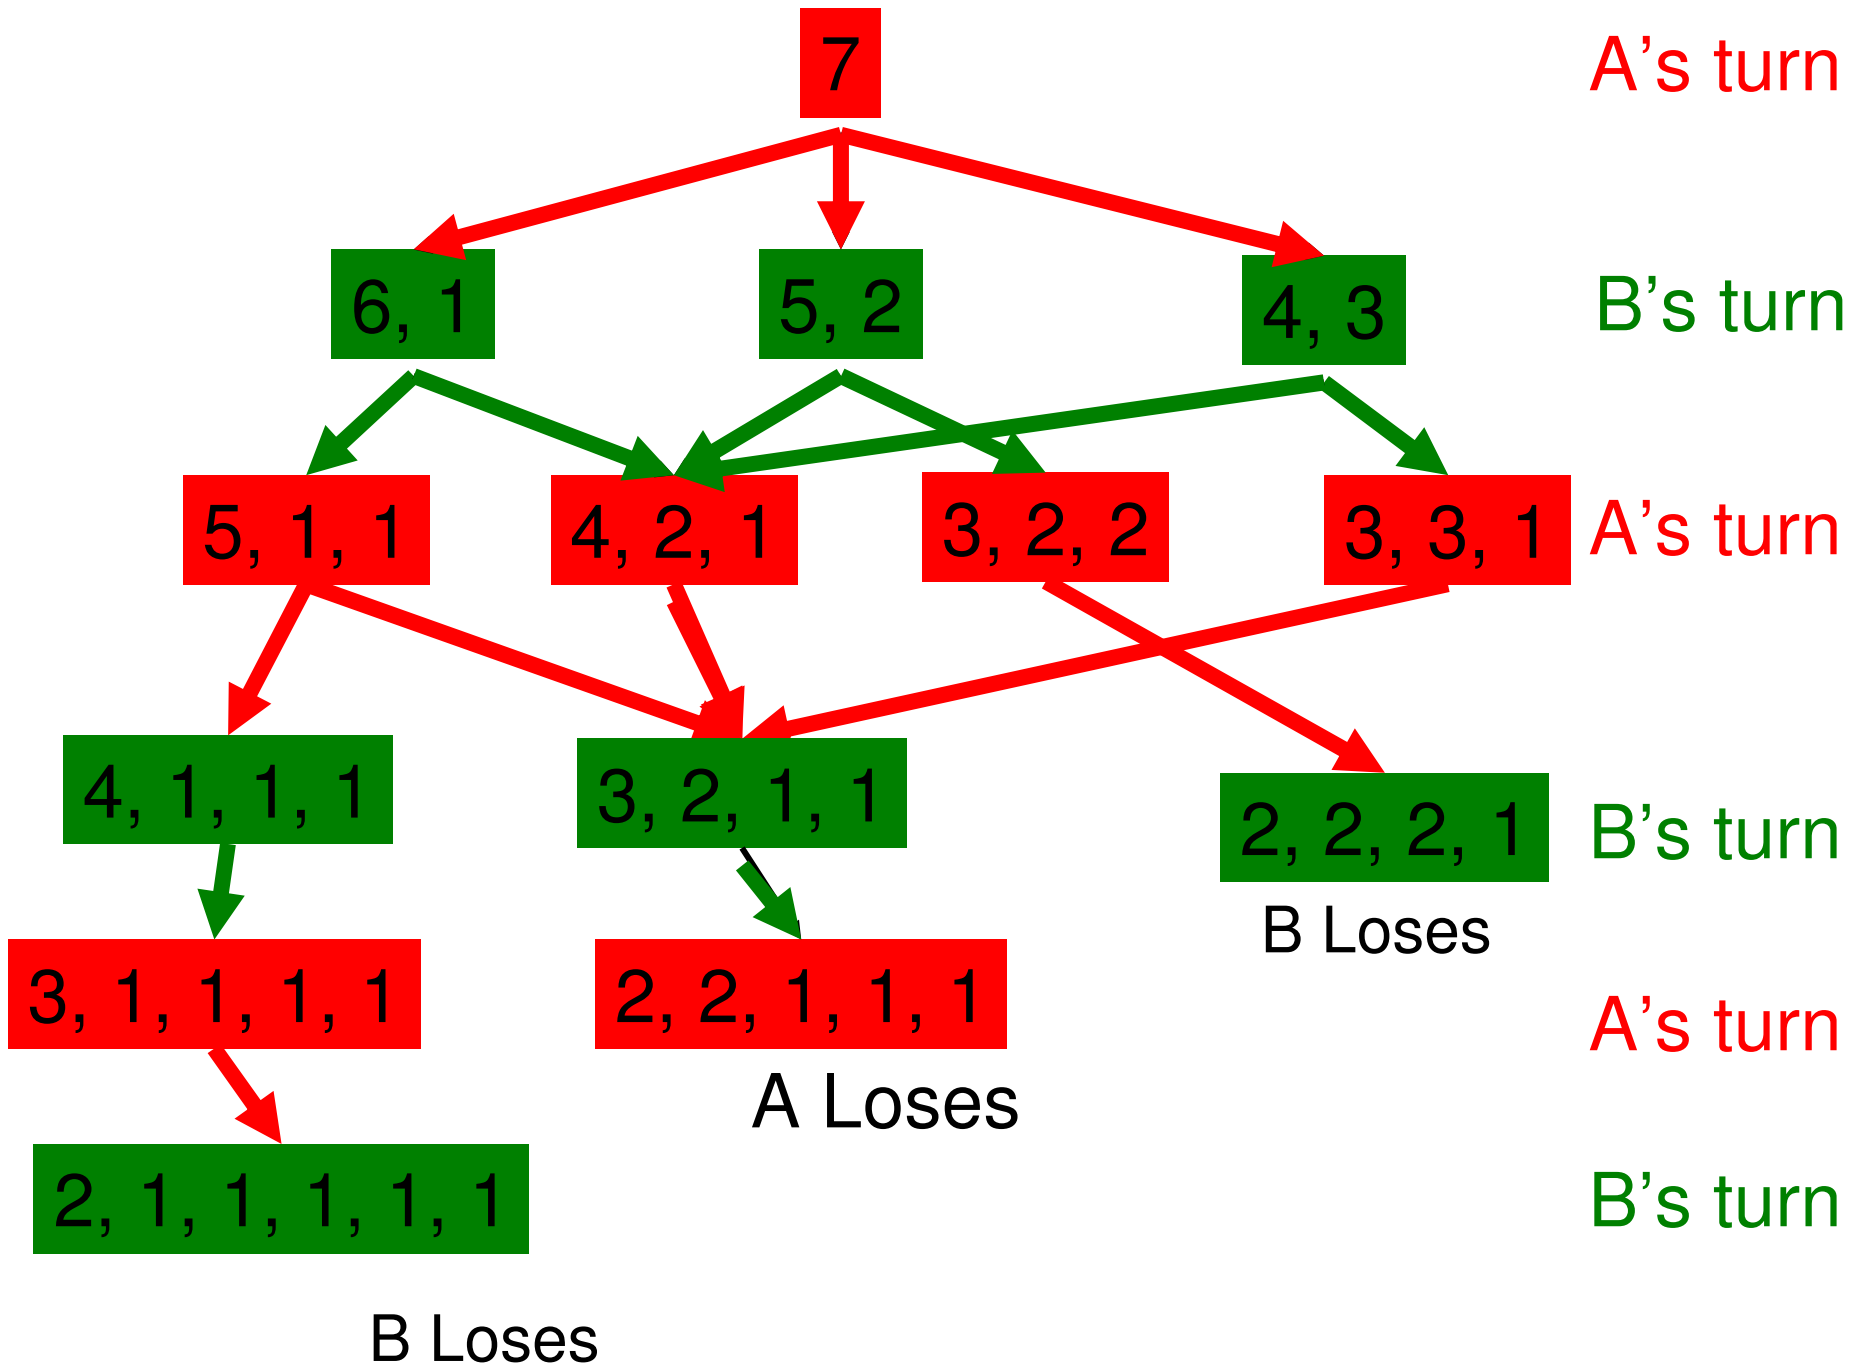 7
A's turn
6, 1
5, 2
4, 3
B's turn
5, 1, 1
4, 2, 1
3, 2, 2
3, 3, 1
A's turn
4, 1, 1, 1
3, 2, 1, 1
2, 2, 2, 1
B's turn
B Loses
3, 1, 1, 1, 1
2, 2, 1, 1, 1
A's turn
A Loses
2, 1, 1, 1, 1, 1
B's turn
B Loses